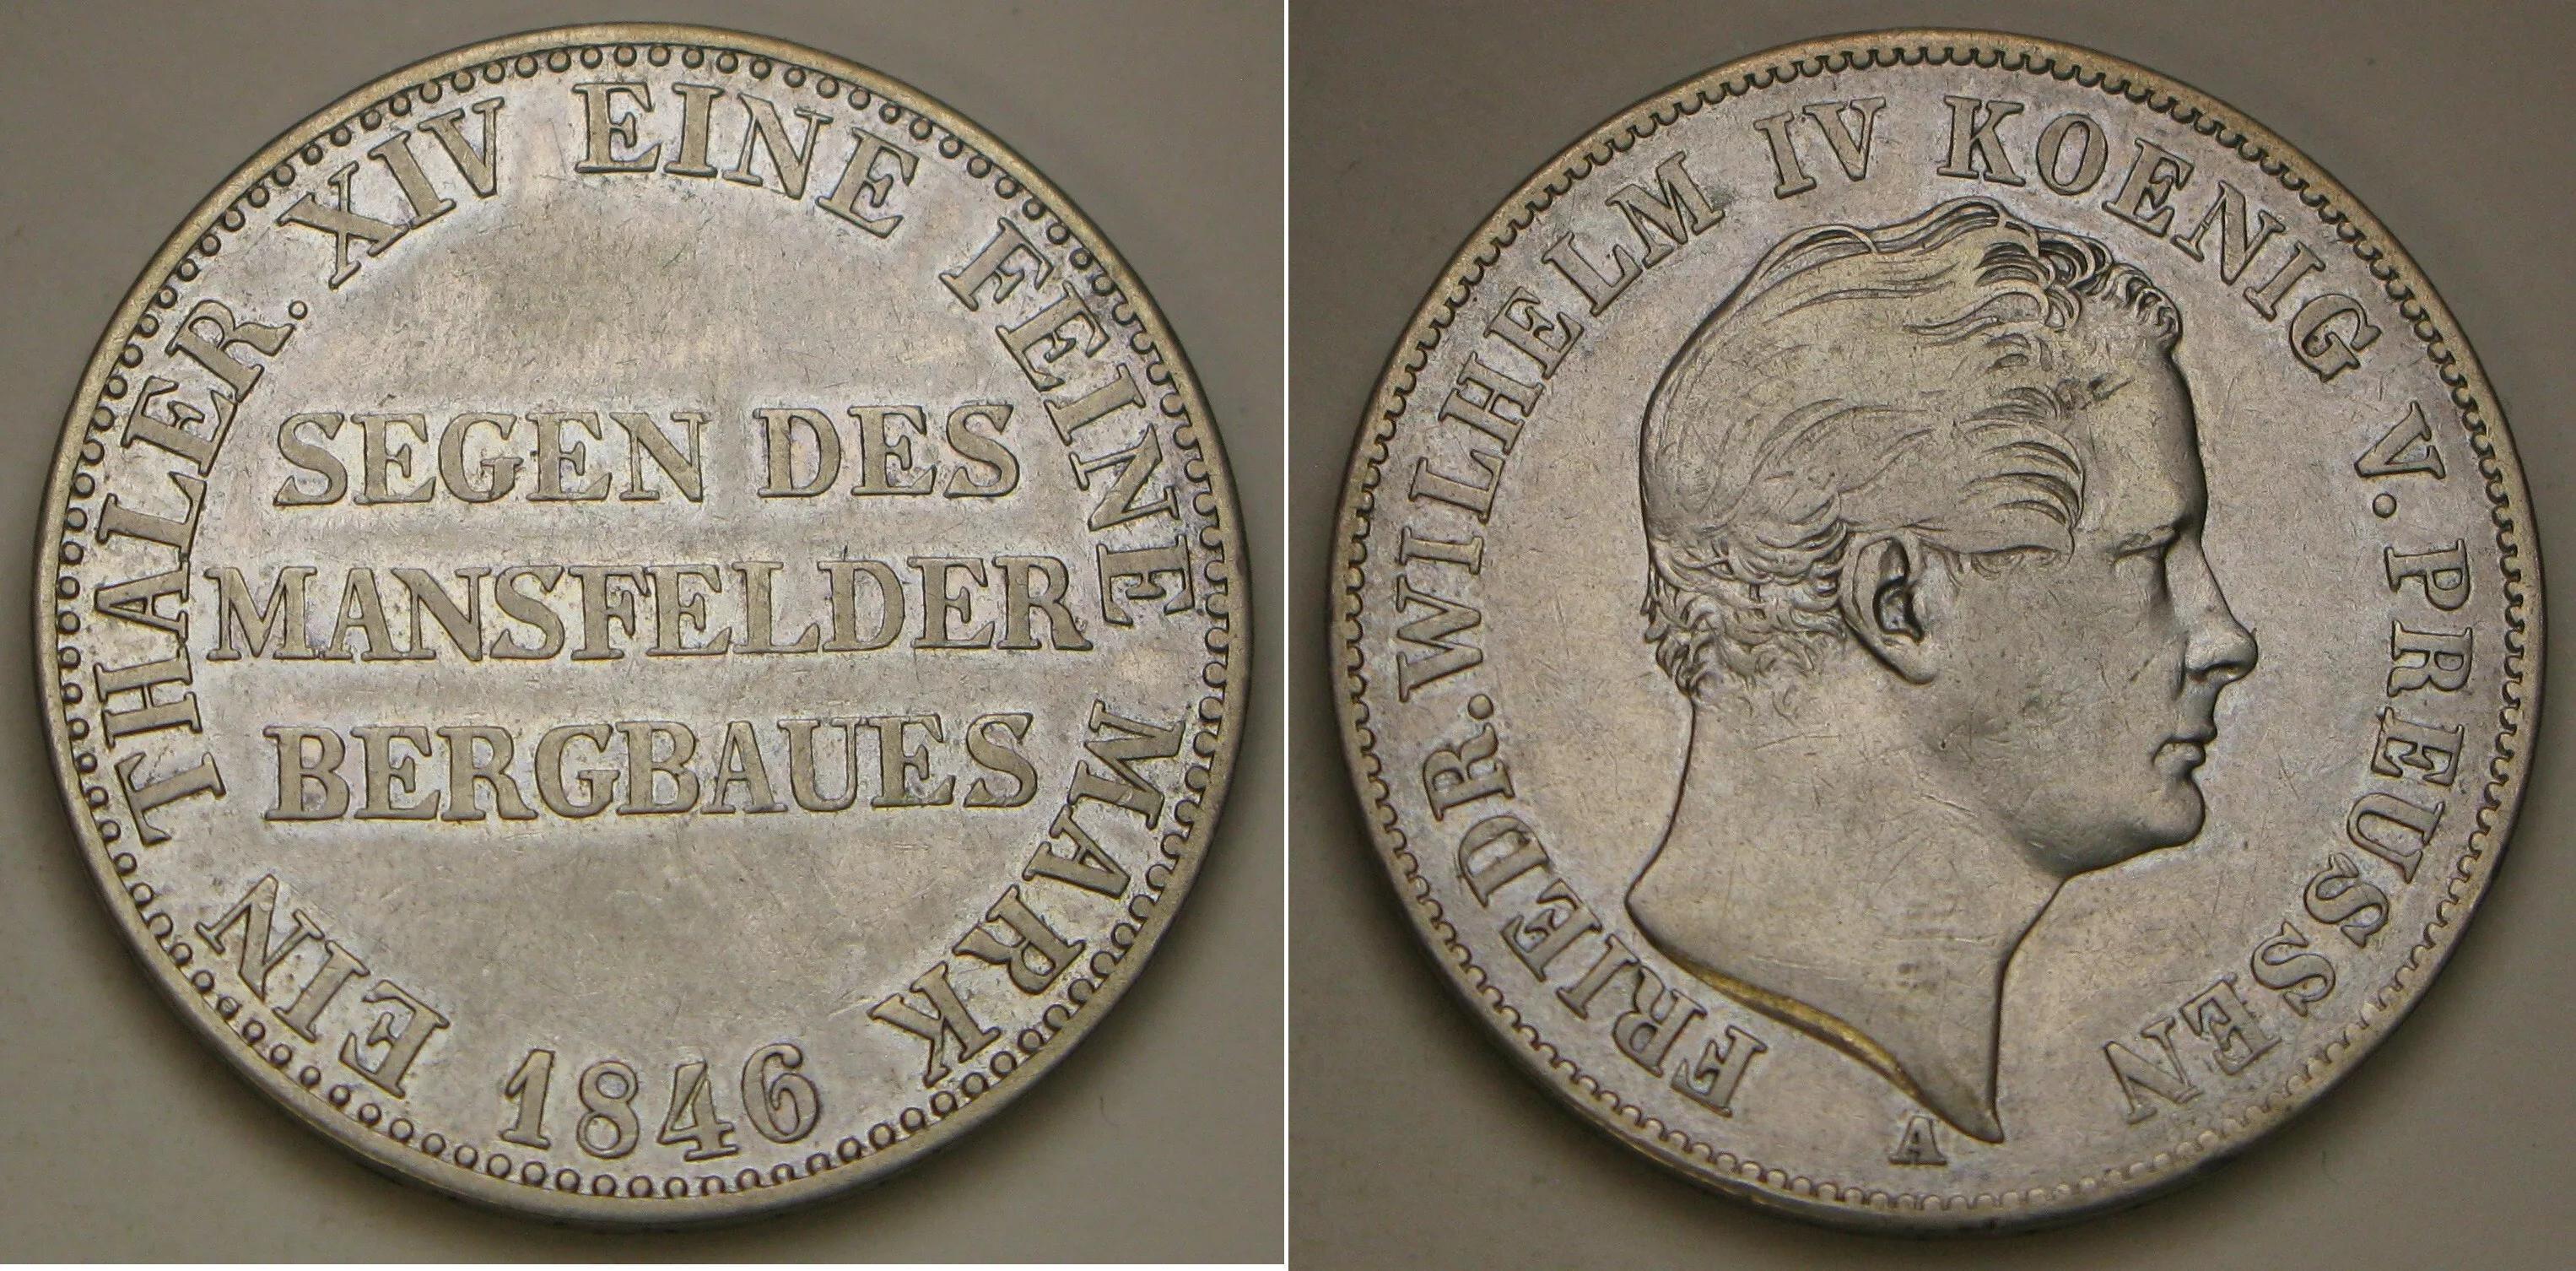 EIN THALER. XIV EINE FEINE MARK
SEGEN DES
MANSFELDER
BERGBAUES
1846
FRIEDR. WILHELM IV KOENIG V. PREUSSEN
A